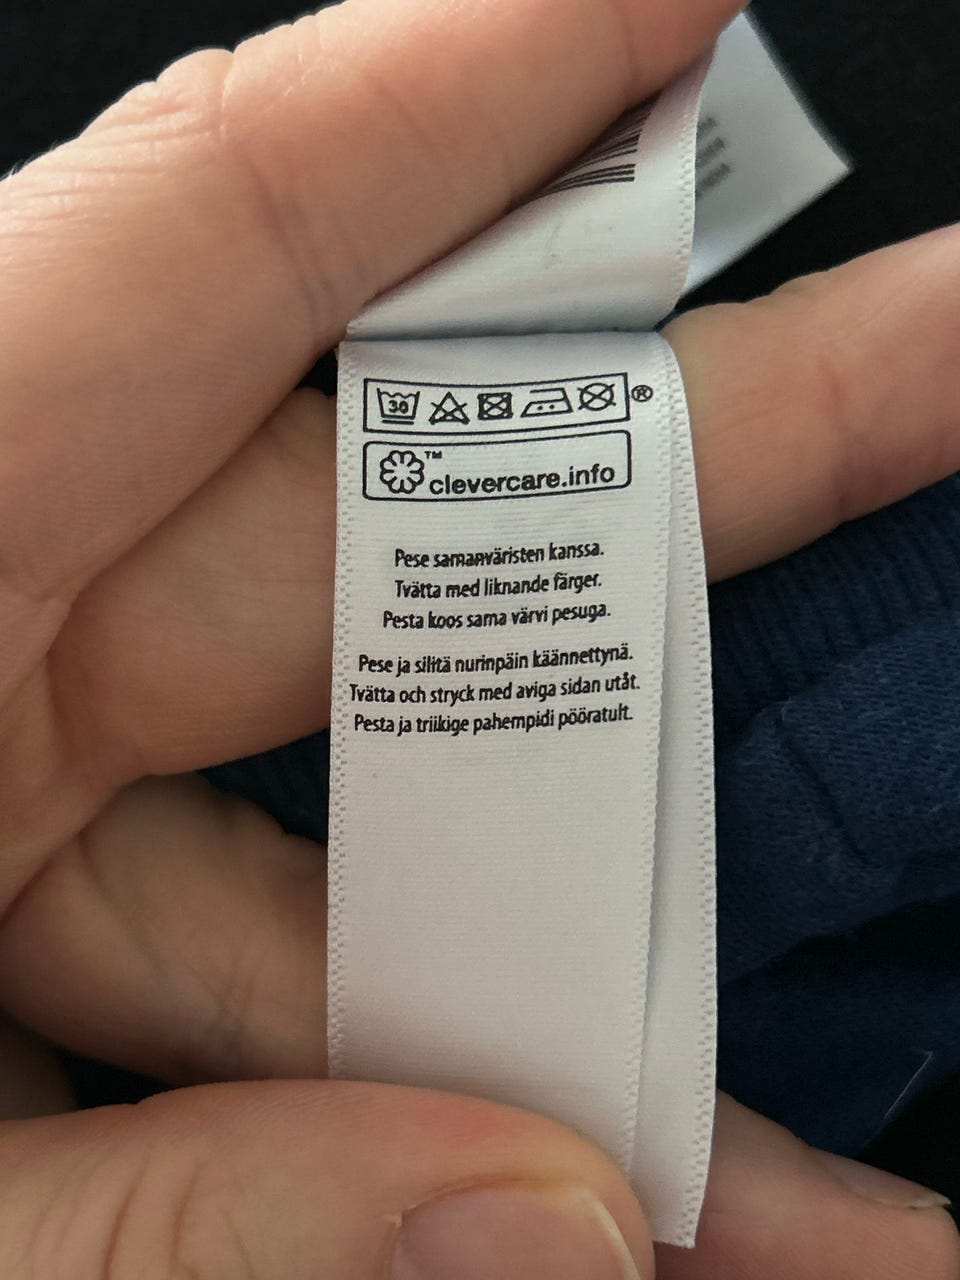 30
®
™
clevercare.info
Pese samanväristen kanssa.
Tvätta med liknande färger.
Pesta koos sama värvi pesuga.
Pese ja silitä nurinpäin käännettynä.
Tvätta och stryck med aviga sidan utåt.
Pesta ja triikige pahempidi pööratult.